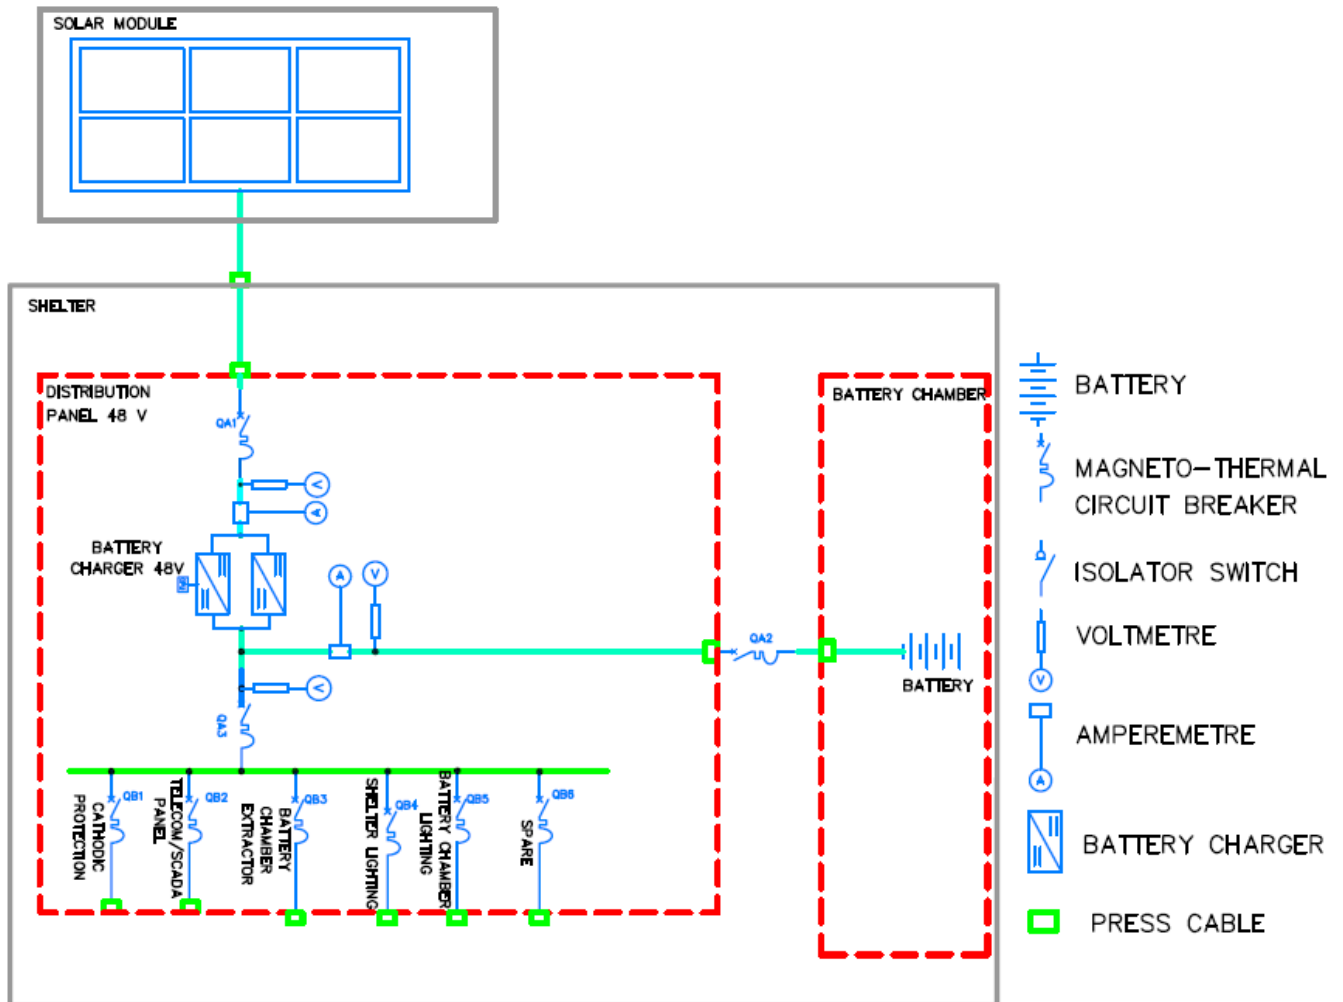 SOLAR MODULE
SHELTER
DISTRIBUTION
PANEL 48 V
QA1
V
A
BATTERY
CHARGER 48V
A
V
QA2
BATTERY CHAMBER
BATTERY
V
QA3
QB1
CATHODIC
PROTECTION
QB2
TELECOM/SCADA
PANEL
QB3
BATTERY
CHAMBER
EXTRACTOR
QB4
SHELTER LIGHTING
QB5
BATTERY CHAMBER
LIGHTING
QB6
SPARE
BATTERY
MAGNETO-THERMAL
CIRCUIT BREAKER
ISOLATOR SWITCH
VOLTMETRE
V
AMPEREMETRE
A
BATTERY CHARGER
PRESS CABLE